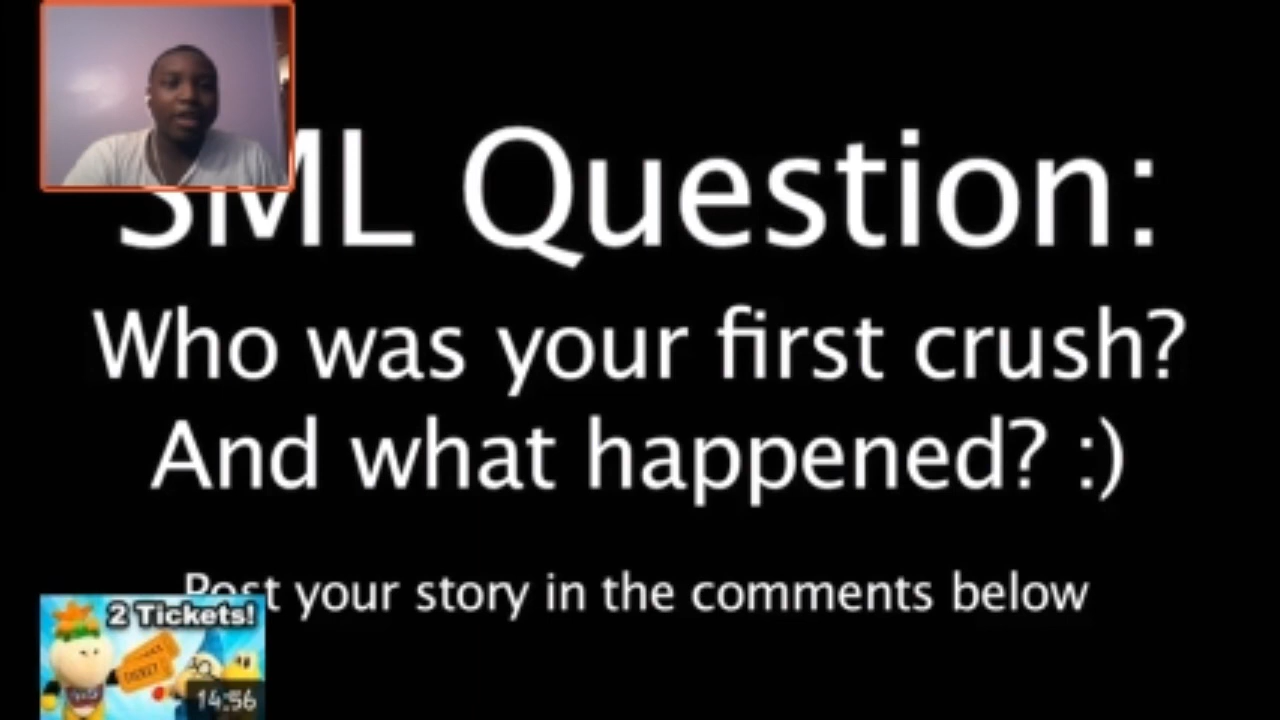 SML Question:
Who was your first crush?
And what happened? :)
Post your story in the comments below
2 Tickets!
14:56